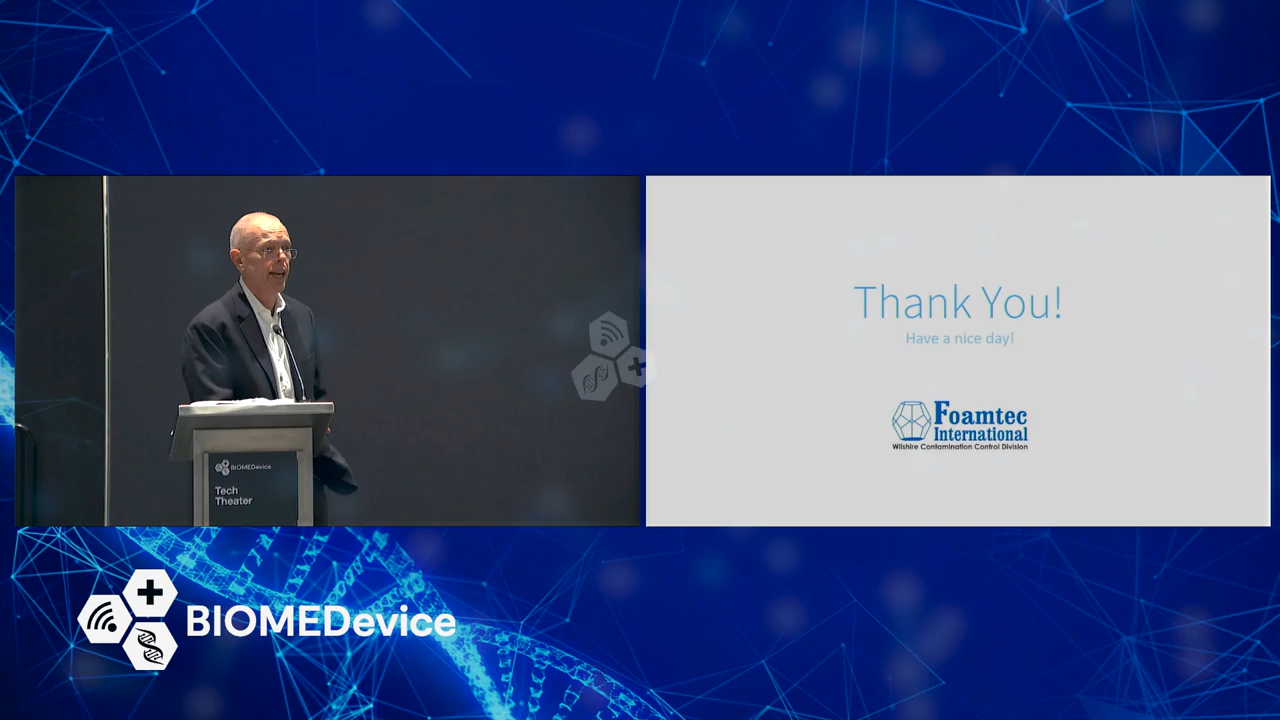 Thank You!
Have a nice day!
Foamtec
International
Wilshire Contamination Control Division
BIOMEDevice
Tech
Theater
BIOMEDevice